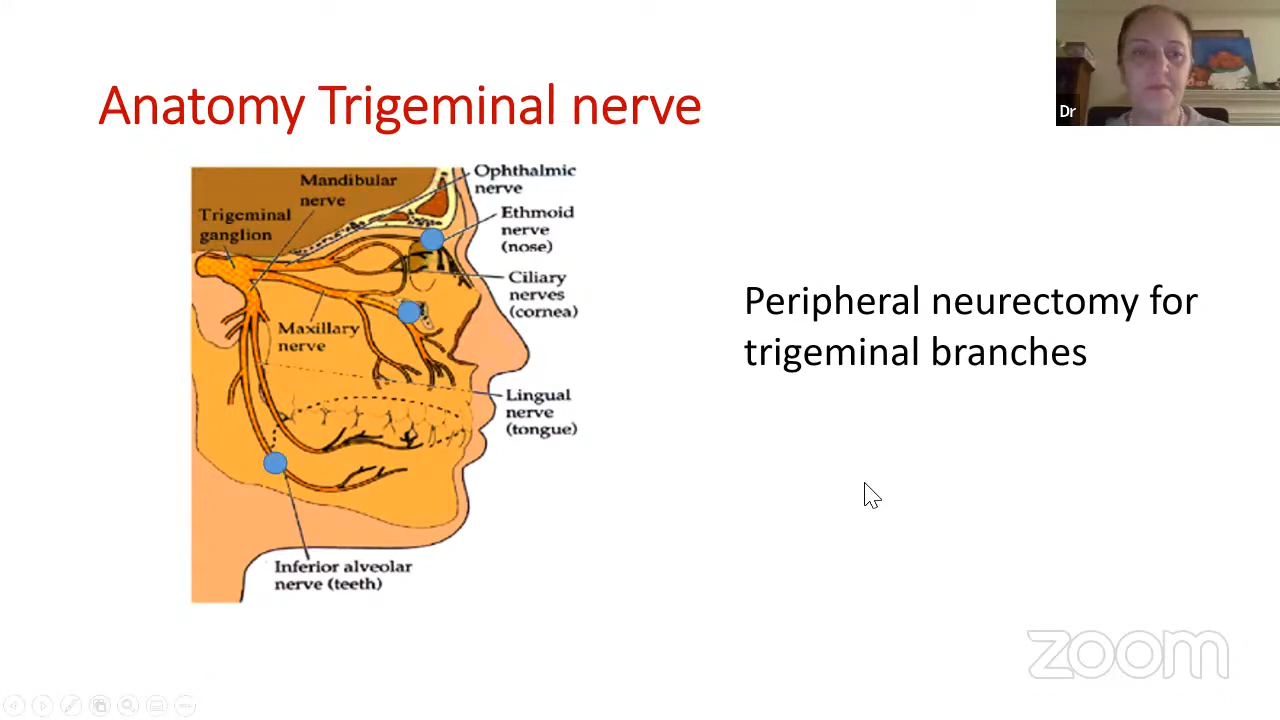 Anatomy Trigeminal nerve
Dr
Ophthalmic
nerve
Mandibular
nerve
Trigeminal
ganglion
Ethmoid
nerve
(nose)
Ciliary
nerves
(cornea)
Maxillary
nerve
Lingual
nerve
(tongue)
Inferior alveolar
nerve (teeth)
Peripheral neurectomy for
trigeminal branches
zoom